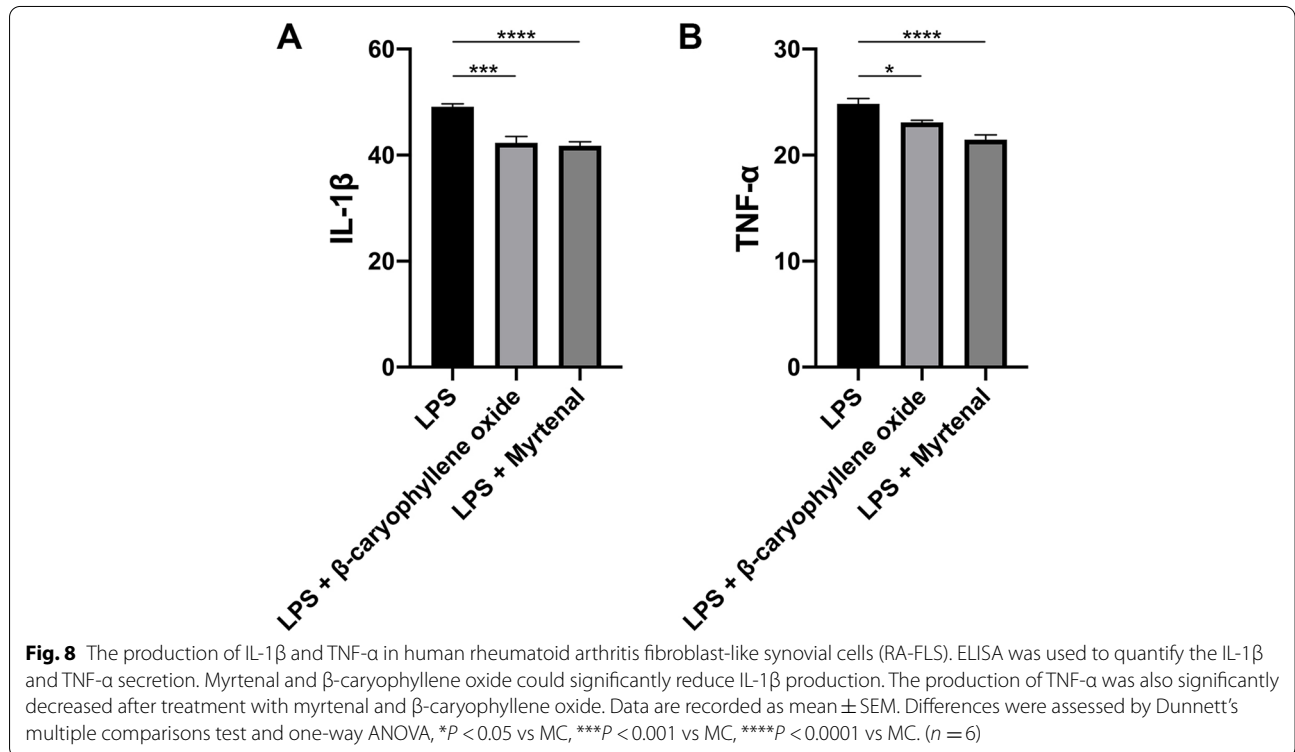 A
B
60
40
20
0
IL-1β
****
***
LPS
LPS + β-caryophyllene oxide
LPS + Myrtenal
30
20
10
0
TNF-α
****
*
LPS
LPS + β-caryophyllene oxide
LPS + Myrtenal
Fig. 8 The production of IL-1β and TNF-α in human rheumatoid arthritis fibroblast-like synovial cells (RA-FLS). ELISA was used to quantify the IL-1β
and TNF-α secretion. Myrtenal and β-caryophyllene oxide could significantly reduce IL-1β production. The production of TNF-α was also significantly
decreased after treatment with myrtenal and β-caryophyllene oxide. Data are recorded as mean ± SEM. Differences were assessed by Dunnett's
multiple comparisons test and one-way ANOVA, *P < 0.05 vs MC, ***P < 0.001 vs MC, ****P < 0.0001 vs MC. (n = 6)